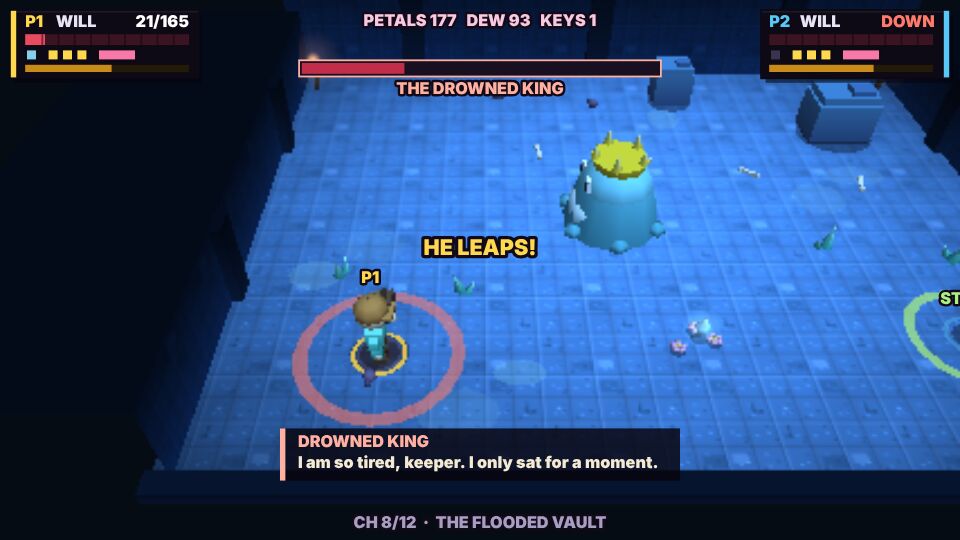 P1 WILL 21/165
PETALS 177 DEW 93 KEYS 1
P2 WILL DOWN
THE DROWNED KING
HE LEAPS!
P1
ST
DROWNED KING
I am so tired, keeper. I only sat for a moment.
CH 8/12 · THE FLOODED VAULT